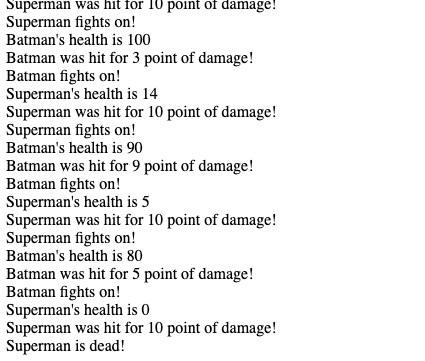 Superman was hit for 10 point of damage!
Superman fights on!
Batman's health is 100
Batman was hit for 3 point of damage!
Batman fights on!
Superman's health is 14
Superman was hit for 10 point of damage!
Superman fights on!
Batman's health is 90
Batman was hit for 9 point of damage!
Batman fights on!
Superman's health is 5
Superman was hit for 10 point of damage!
Superman fights on!
Batman's health is 80
Batman was hit for 5 point of damage!
Batman fights on!
Superman's health is 0
Superman was hit for 10 point of damage!
Superman is dead!